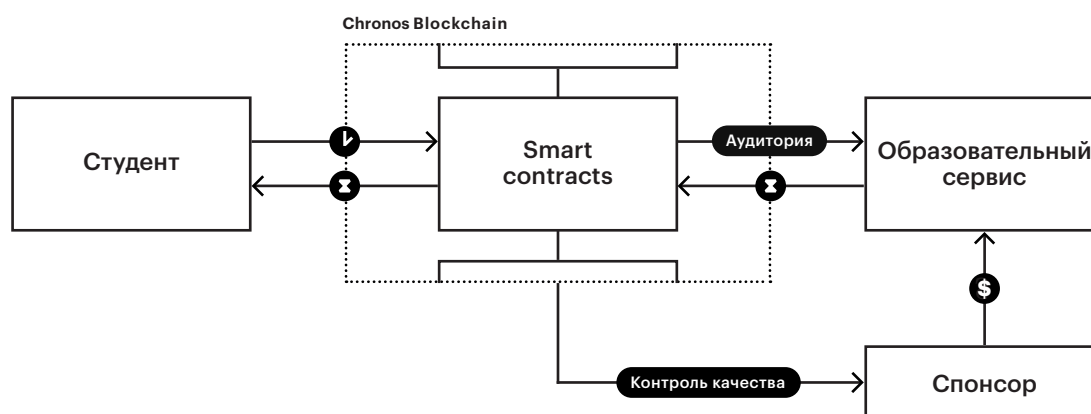 Chronos Blockchain
Студент
Smart
contracts
Аудитория
Образовательный
сервис
$
Контроль качества
Спонсор